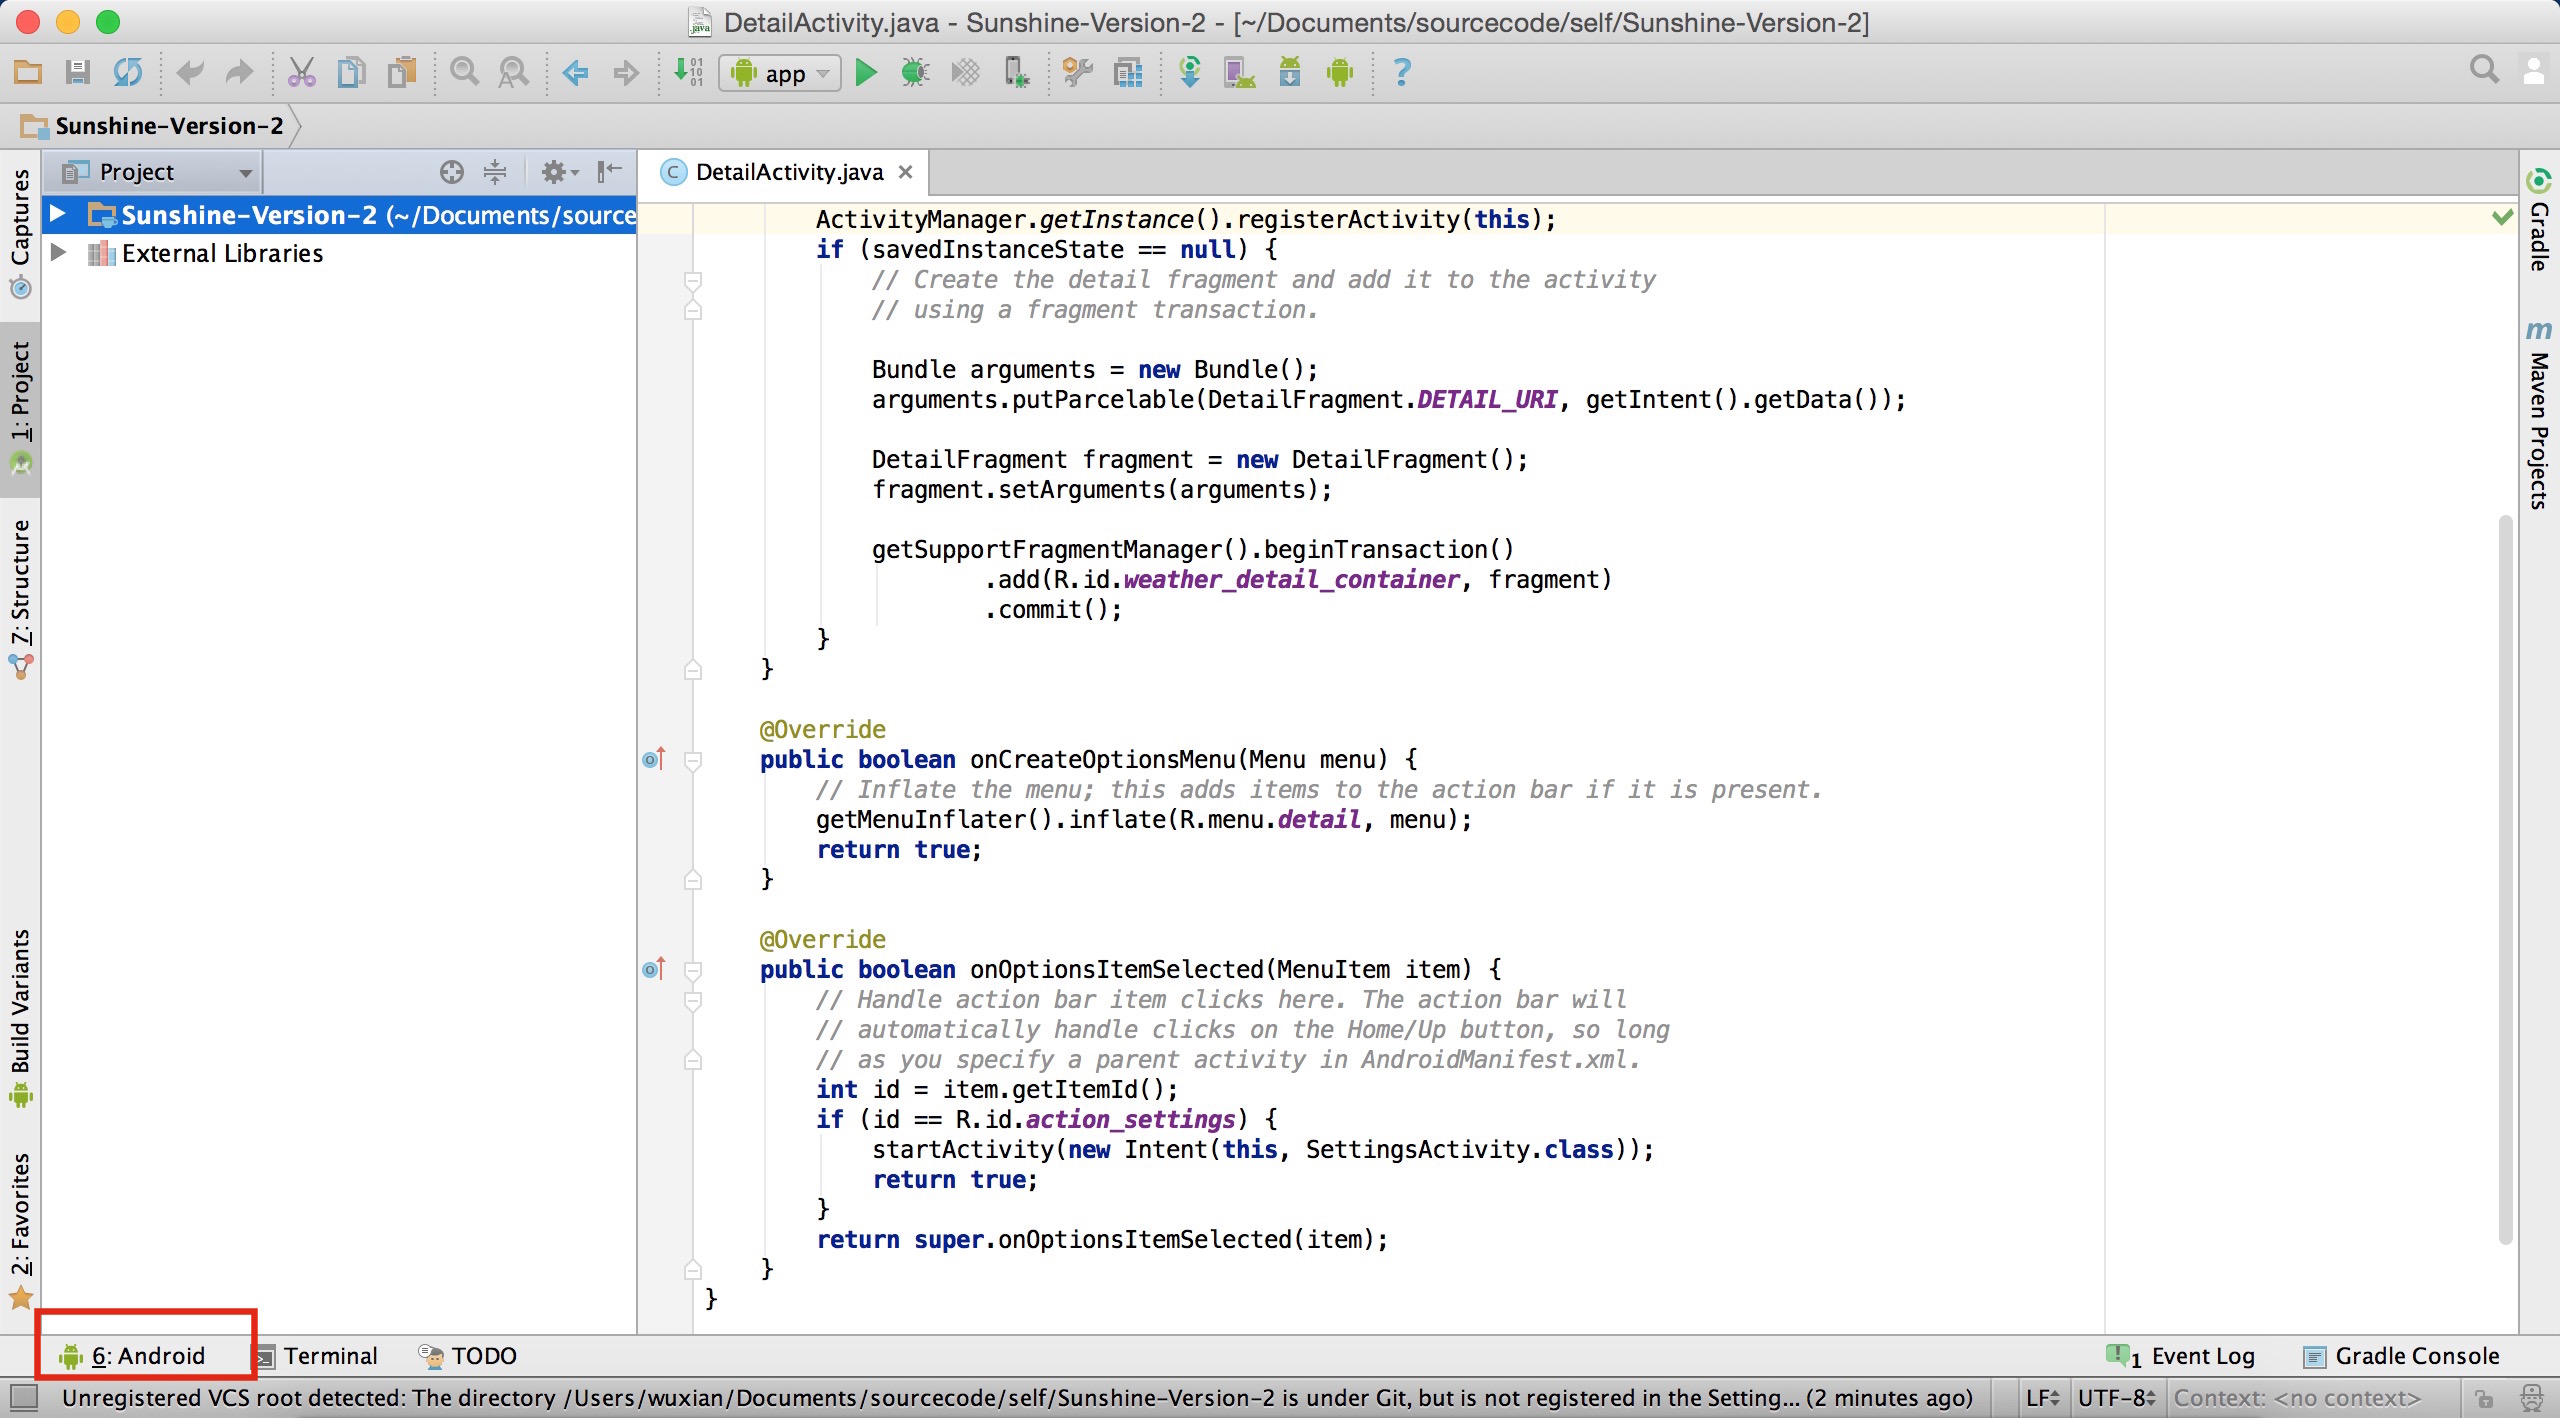 DetailActivity.java - Sunshine-Version-2 - [~/Documents/sourcecode/self/Sunshine-Version-2]
app
Sunshine-Version-2
Project
DetailActivity.java
Sunshine-Version-2 (~/Documents/source
External Libraries
Captures
1: Project
7: Structure
Build Variants
2: Favorites
ActivityManager.getInstance().registerActivity(this);
if (savedInstanceState == null) {
// Create the detail fragment and add it to the activity
// using a fragment transaction.
Bundle arguments = new Bundle();
arguments.putParcelable(DetailFragment.DETAIL_URI, getIntent().getData());
DetailFragment fragment = new DetailFragment();
fragment.setArguments(arguments);
getSupportFragmentManager().beginTransaction()
.add(R.id.weather_detail_container, fragment)
.commit();
}
}
@Override
public boolean onCreateOptionsMenu(Menu menu) {
// Inflate the menu; this adds items to the action bar if it is present.
getMenuInflater().inflate(R.menu.detail, menu);
return true;
}
@Override
public boolean onOptionsItemSelected(MenuItem item) {
// Handle action bar item clicks here. The action bar will
// automatically handle clicks on the Home/Up button, so long
// as you specify a parent activity in AndroidManifest.xml.
int id = item.getItemId();
if (id == R.id.action_settings) {
startActivity(new Intent(this, SettingsActivity.class));
return true;
}
return super.onOptionsItemSelected(item);
}
}
Gradle
Maven Projects
6: Android
Terminal
TODO
1 Event Log
Gradle Console
Unregistered VCS root detected: The directory /Users/wuxian/Documents/sourcecode/self/Sunshine-Version-2 is under Git, but is not registered in the Setting... (2 minutes ago)
LF
UTF-8
Context: <no context>